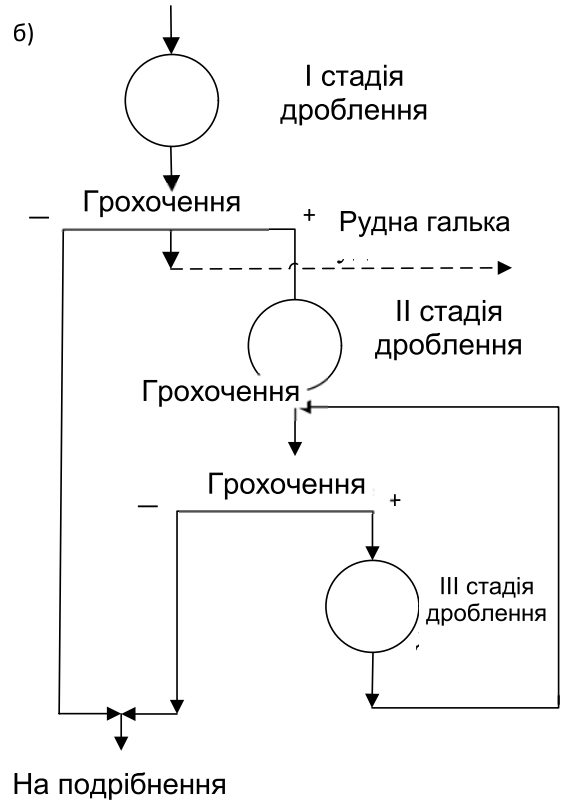 б)
I стадія
дроблення
Грохочення
—
+
Рудна галька
II стадія
дроблення
Грохочення
Грохочення
—
+
III стадія
дроблення
На подрібнення